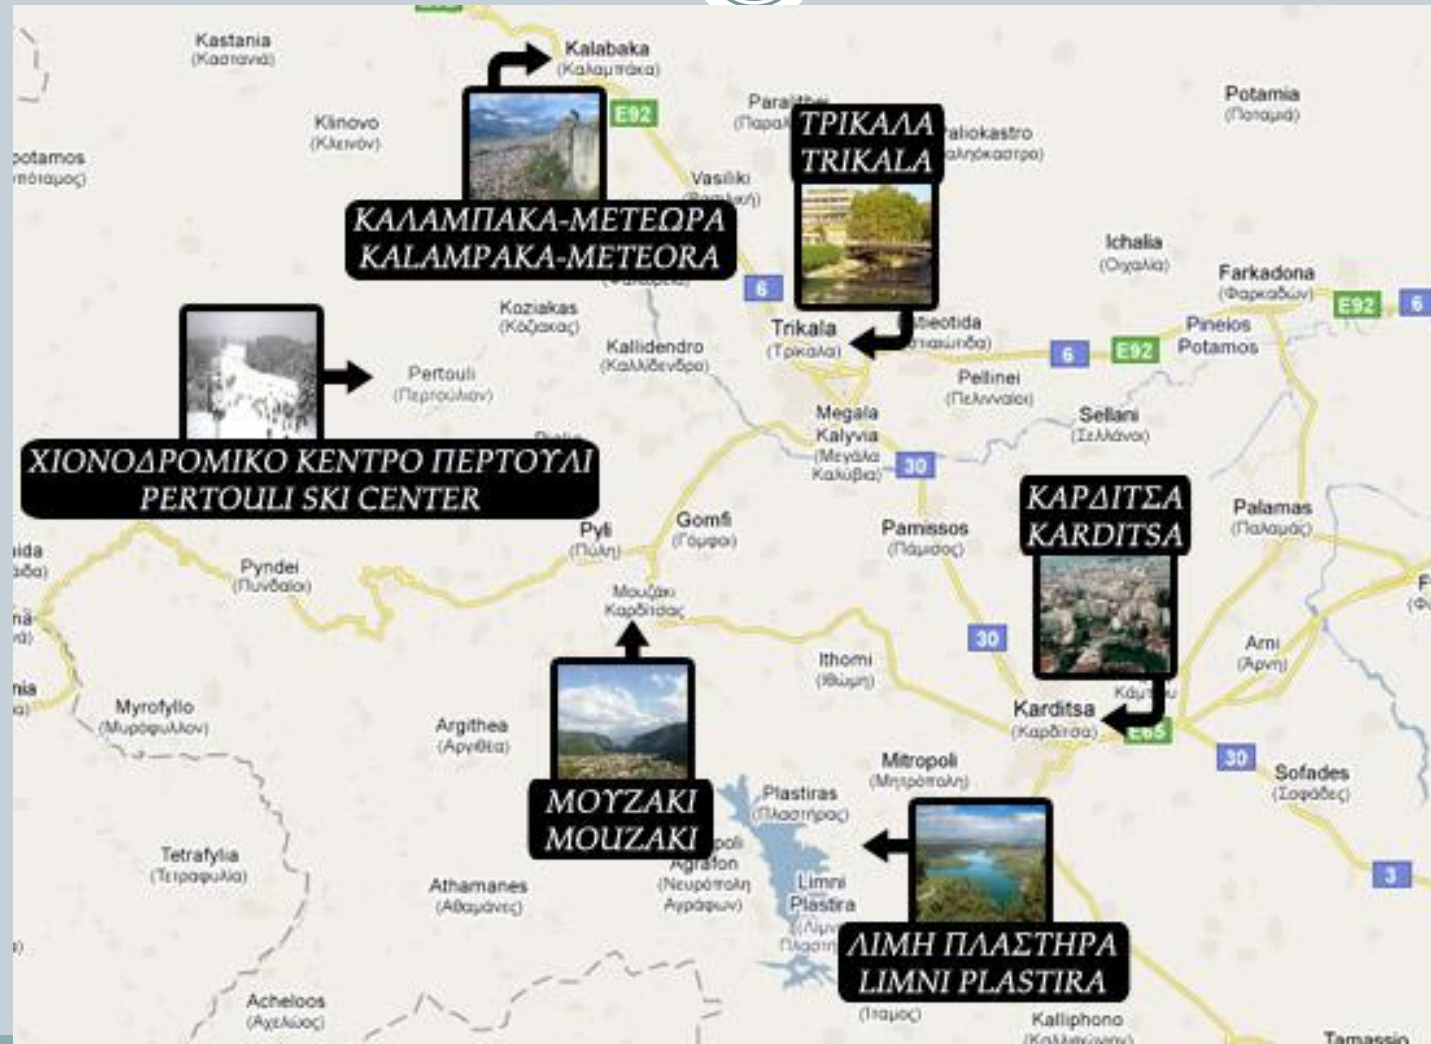 Kastania
(Καστανιά)
Kalabaka
(Καλαμπάκα)
Klinovo
(Κλεινόν)
E92
Potamia
(Ποταμιά)
ΤΡΙΚΑΛΑ
TRIKALA
Vasiliki
ΚΑΛΑΜΠΑΚΑ-ΜΕΤΕΩΡΑ
KALAMPAKA-METEORA
Ichalia
(Οιχαλία)
Farkadona
(Φαρκαδών)
6
E92
6
Koziakas
(Κόζιακας)
Trikala
(Τρίκαλα)
Pineios
Potamos
Kallidendro
(Καλλίδενδρο)
6
E92
Pertouli
(Περτούλιον)
Pellinei
(Πελινναίοι)
Megala
Kalyvia
(Μεγάλα
Καλύβια)
Sellani
(Σελλάνοι)
ΧΙΟΝΟΔΡΟΜΙΚΟ ΚΕΝΤΡΟ ΠΕΡΤΟΥΛΙ
PERTOULI SKI CENTER
30
ΚΑΡΔΙΤΣΑ
KARDITSA
Palamas
(Παλαμάς)
Pyli
(Πύλη)
Gomfi
(Γόμφοι)
Pamissos
(Πάμισος)
Pyndei
(Πυνδαίοι)
Μουζάκι
Καρδίτσας
30
Ithomi
(Ιθώμη)
Arni
(Άρνη)
Myrofyllo
(Μυρόφυλλον)
Argithea
(Αργιθέα)
Karditsa
(Καρδίτσα)
E65
30
Mitropoli
(Μητρόπολη)
Sofades
(Σοφάδες)
Plastiras
(Πλαστήρας)
ΜΟΥΖΑΚΙ
MOUZAKI
Tetrafylia
(Τετραφυλία)
Agrafon
(Νευρόπολη
Αγράφων)
Athamanes
(Αθαμάνες)
Limni
Plastira
3
ΛΙΜΗ ΠΛΑΣΤΗΡΑ
LIMNI PLASTIRA
Acheloos
(Αχελώος)
(Ίταμος)
Kalliphono
Tamassio